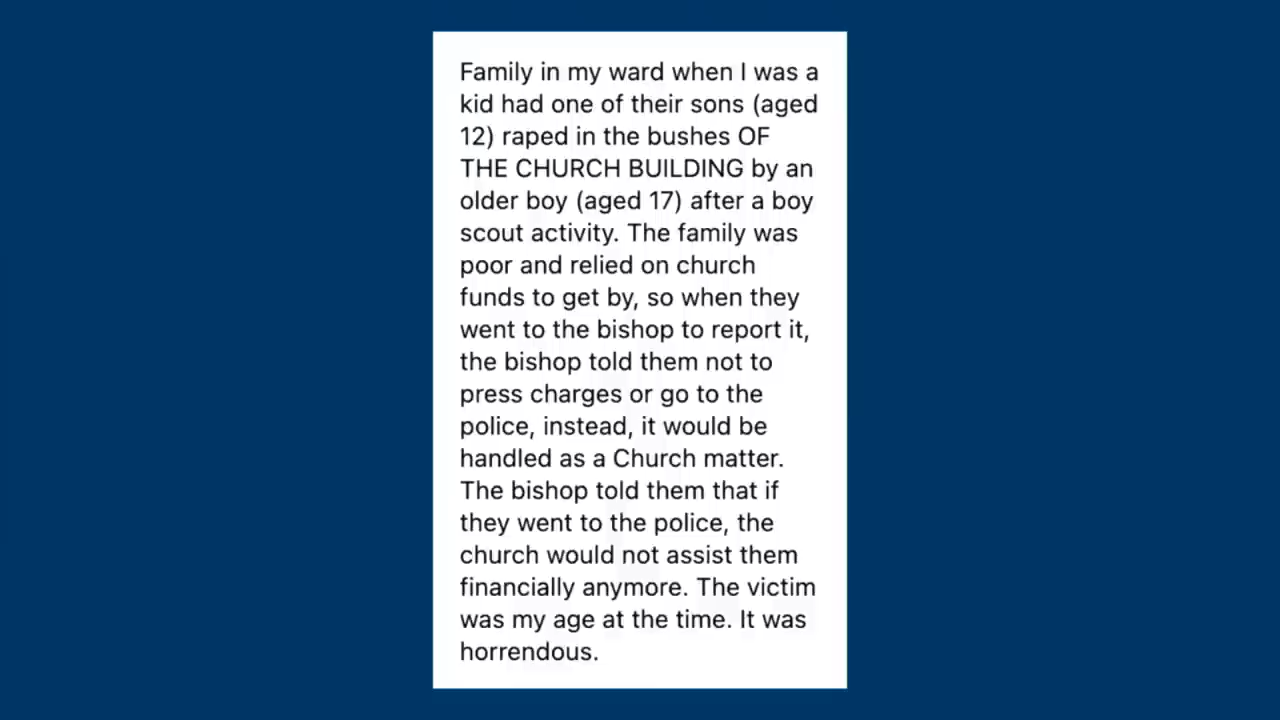 Family in my ward when I was a
kid had one of their sons (aged
12) raped in the bushes OF
THE CHURCH BUILDING by an
older boy (aged 17) after a boy
scout activity. The family was
poor and relied on church
funds to get by, so when they
went to the bishop to report it,
the bishop told them not to
press charges or go to the
police, instead, it would be
handled as a Church matter.
The bishop told them that if
they went to the police, the
church would not assist them
financially anymore. The victim
was my age at the time. It was
horrendous.